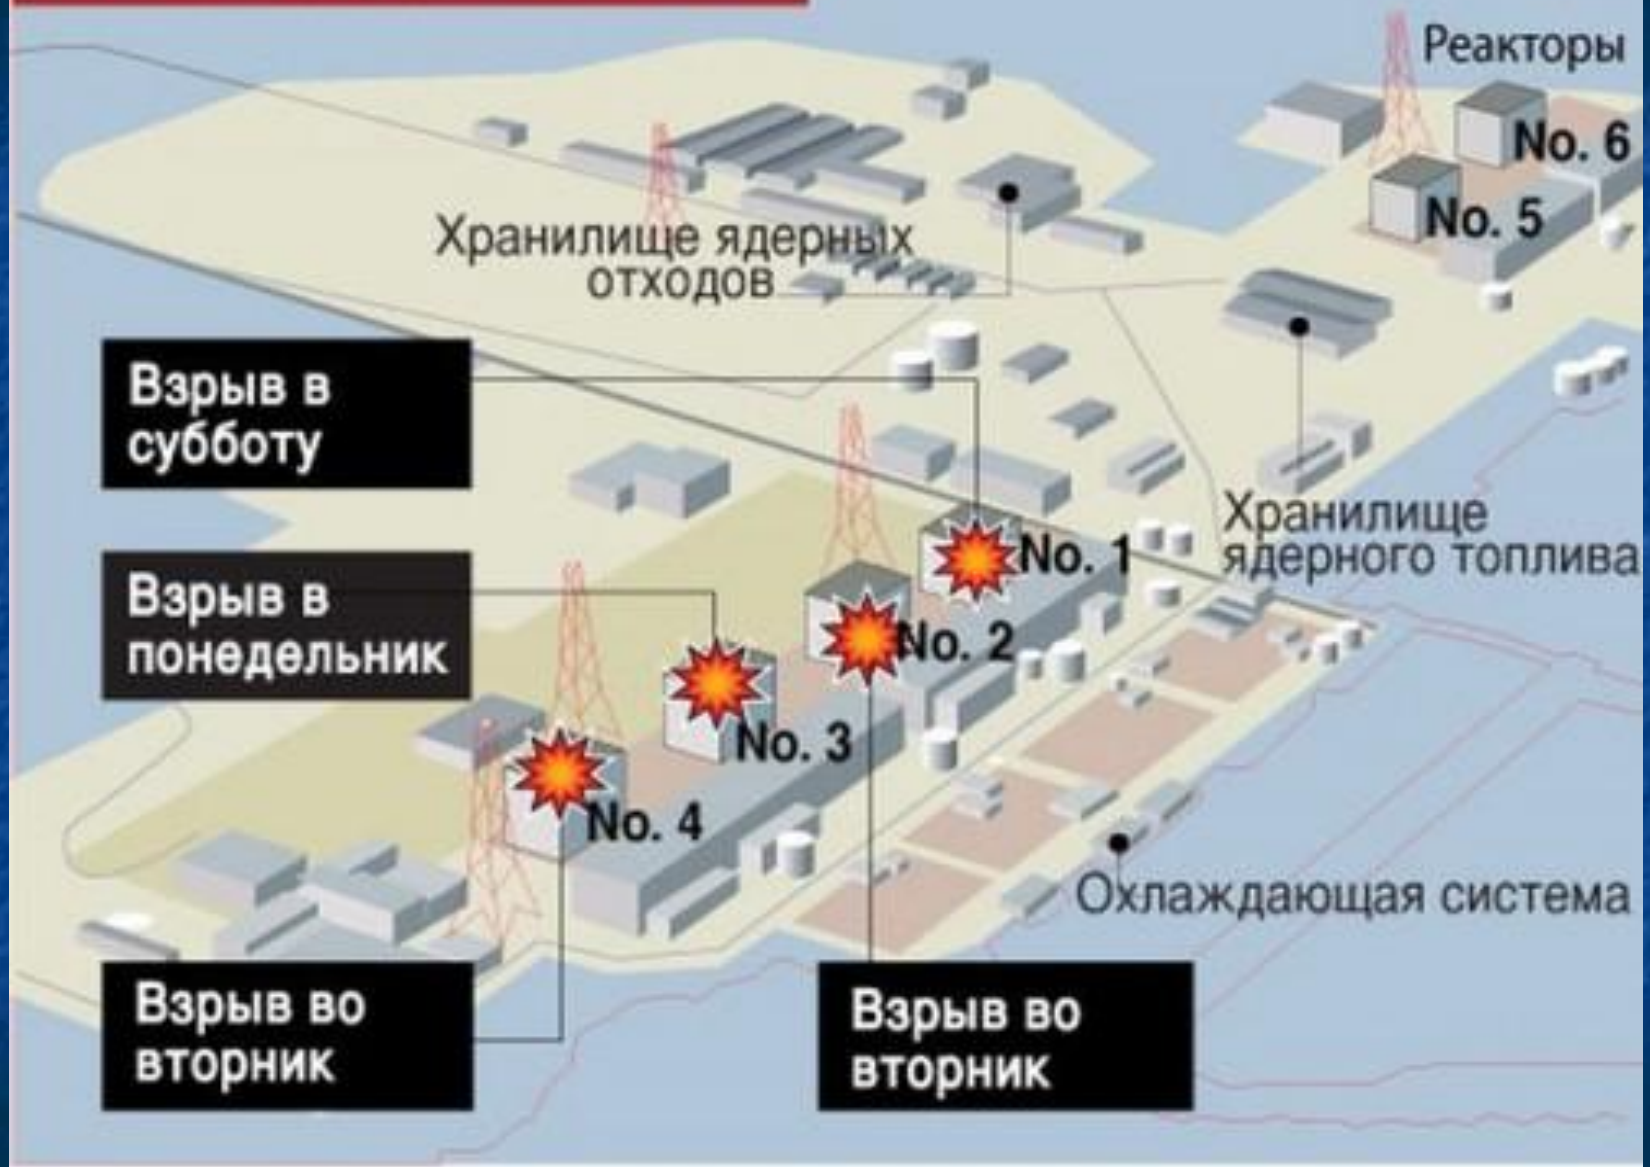 Реакторы
No. 6
No. 5
Хранилище ядерных
отходов
Взрыв в
субботу
Хранилище
ядерного топлива
No. 1
Взрыв в
понедельник
No. 2
No. 3
No. 4
Охлаждающая система
Взрыв во
вторник
Взрыв во
вторник